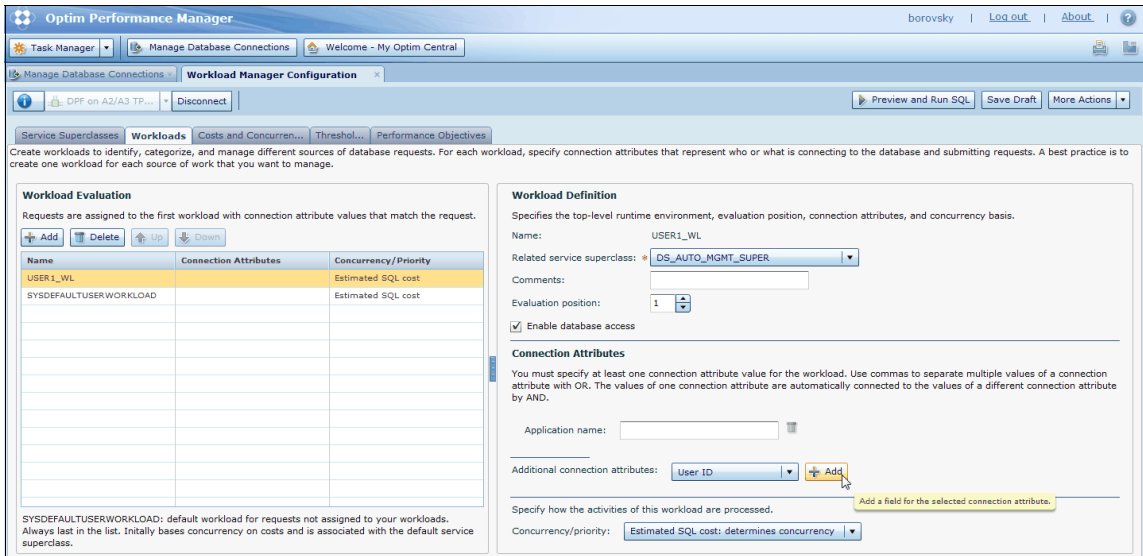 Optim Performance Manager
borovsky | Log out | About | ?
Task Manager Manage Database Connections Welcome - My Optim Central
Manage Database Connections × Workload Manager Configuration ×
DPF on A2/A3 TP... Disconnect Preview and Run SQL Save Draft More Actions
Service Superclasses Workloads Costs and Concurren... Threshol... Performance Objectives
Create workloads to identify, categorize, and manage different sources of database requests. For each workload, specify connection attributes that represent who or what is connecting to the database and submitting requests. A best practice is to
create one workload for each source of work that you want to manage.
Workload Evaluation
Requests are assigned to the first workload with connection attribute values that match the request.
Add Delete Up Down
Name Connection Attributes Concurrency/Priority
USER1_WL Estimated SQL cost
SYSDEFAULTUSERWORKLOAD Estimated SQL cost
SYSDEFAULTUSERWORKLOAD: default workload for requests not assigned to your workloads.
Always last in the list. Initally bases concurrency on costs and is associated with the default service
superclass.
Workload Definition
Specifies the top-level runtime environment, evaluation position, connection attributes, and concurrency basis.
Name: USER1_WL
Related service superclass: * DS_AUTO_MGMT_SUPER
Comments:
Evaluation position: 1
Enable database access
Connection Attributes
You must specify at least one connection attribute value for the workload. Use commas to separate multiple values of a connection
attribute with OR. The values of one connection attribute are automatically connected to the values of a different connection attribute
by AND.
Application name:
Additional connection attributes: User ID Add
Add a field for the selected connection attribute.
Specify how the activities of this workload are processed.
Concurrency/priority: Estimated SQL cost: determines concurrency